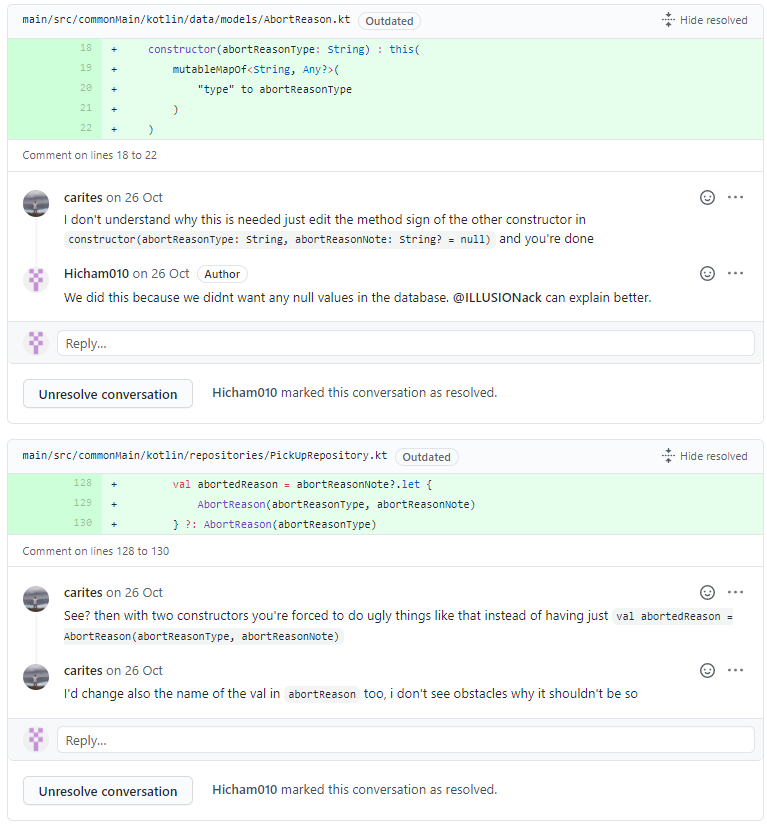 main/src/commonMain/kotlin/data/models/AbortReason.kt Outdated Hide resolved
18 + constructor(abortReasonType: String) : this(
19 + mutableMapOf<String, Any?>(
20 + "type" to abortReasonType
21 + )
22 + )
Comment on lines 18 to 22
carites on 26 Oct
I don't understand why this is needed just edit the method sign of the other constructor in
constructor(abortReasonType: String, abortReasonNote: String? = null) and you're done
Hicham010 on 26 Oct Author
We did this because we didnt want any null values in the database. @ILLUSIONack can explain better.
Reply...
Unresolve conversation Hicham010 marked this conversation as resolved.
main/src/commonMain/kotlin/repositories/PickUpRepository.kt Outdated Hide resolved
128 + val abortedReason = abortReasonNote?.let {
129 + AbortReason(abortReasonType, abortReasonNote)
130 + } ?: AbortReason(abortReasonType)
Comment on lines 128 to 130
carites on 26 Oct
See? then with two constructors you're forced to do ugly things like that instead of having just val abortedReason =
AbortReason(abortReasonType, abortReasonNote)
carites on 26 Oct
I'd change also the name of the val in abortReason too, i don't see obstacles why it shouldn't be so
Reply...
Unresolve conversation Hicham010 marked this conversation as resolved.